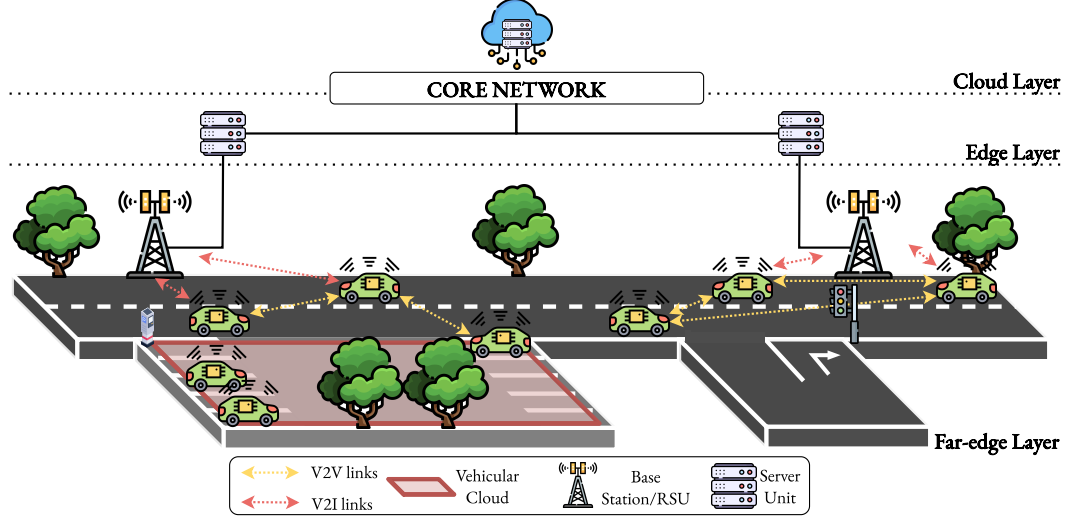 CORE NETWORK
Cloud Layer
Edge Layer
Far-edge Layer
V2V links
V2I links
Vehicular
Cloud
Base
Station/RSU
Server
Unit